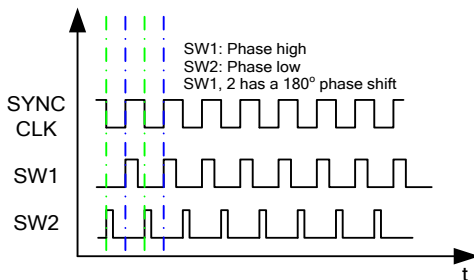 SW1: Phase high
SW2: Phase low
SW1, 2 has a 180° phase shift
SYNC
CLK
SW1
SW2
t